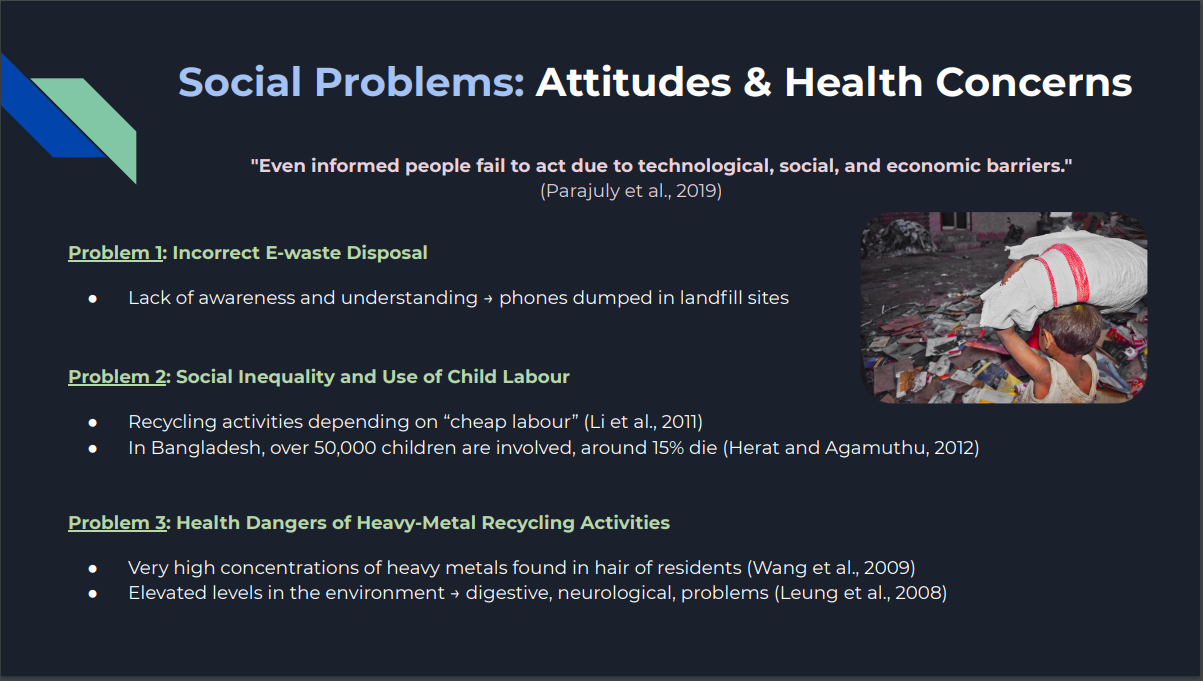 Social Problems: Attitudes & Health Concerns
"Even informed people fail to act due to technological, social, and economic barriers."
(Parajuly et al., 2019)
Problem 1: Incorrect E-waste Disposal
● Lack of awareness and understanding → phones dumped in landfill sites
Problem 2: Social Inequality and Use of Child Labour
● Recycling activities depending on “cheap labour” (Li et al., 2011)
● In Bangladesh, over 50,000 children are involved, around 15% die (Herat and Agamuthu, 2012)
Problem 3: Health Dangers of Heavy-Metal Recycling Activities
● Very high concentrations of heavy metals found in hair of residents (Wang et al., 2009)
● Elevated levels in the environment → digestive, neurological, problems (Leung et al., 2008)